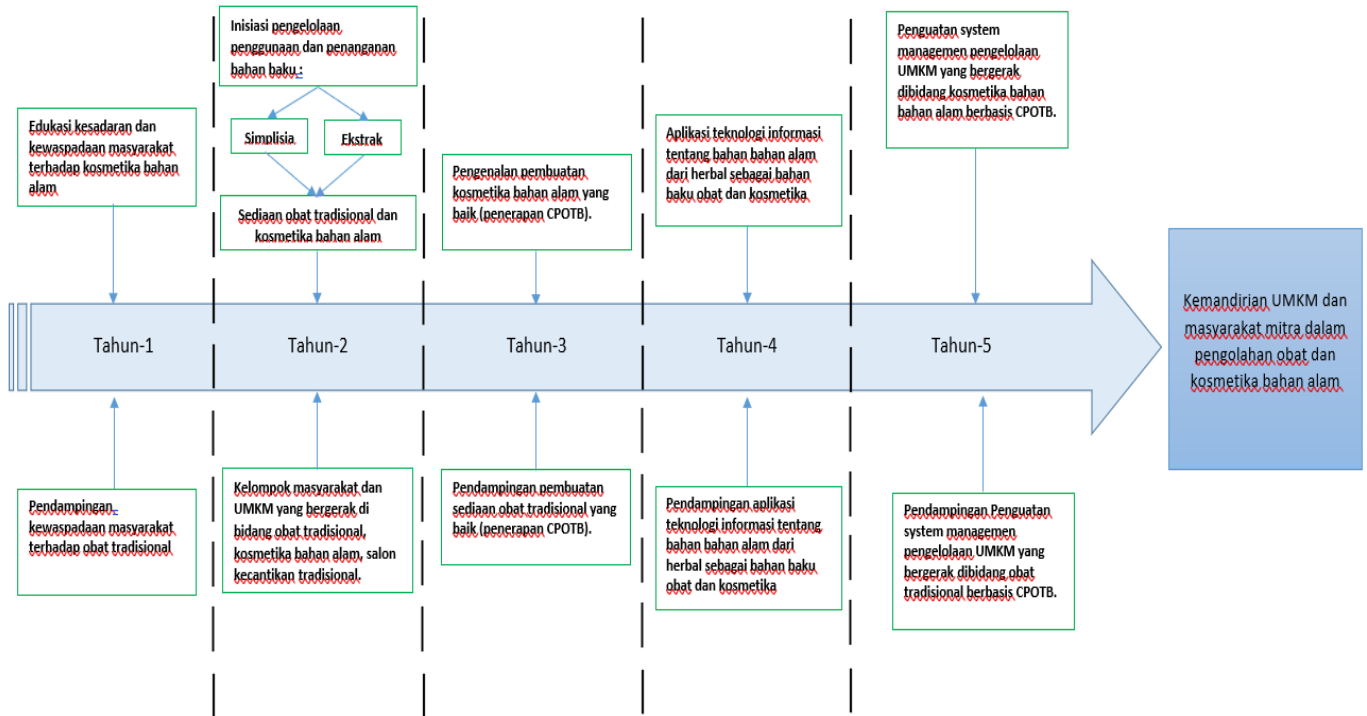 Inisiasi pengelolaan
penggunaan dan penanganan
bahan baku :
Simplisia
Ekstrak
Sediaan obat tradisional dan
kosmetika bahan alam
Edukasi kesadaran dan
kewaspadaan masyarakat
terhadap kosmetika bahan
alam
Pengenalan pembuatan
kosmetika bahan alam yang
baik (penerapan CPOTB).
Aplikasi teknologi informasi
tentang bahan bahan alam
dari herbal sebagai bahan
baku obat dan kosmetika
Penguatan system
managemen pengelolaan
UMKM yang bergerak
dibidang kosmetika bahan
bahan alam berbasis CPOTB.
Tahun-1
Tahun-2
Tahun-3
Tahun-4
Tahun-5
Kemandirian UMKM dan
masyarakat mitra dalam
pengolahan obat dan
kosmetika bahan alam
Pendampingan
kewaspadaan masyarakat
terhadap obat tradisional
Kelompok masyarakat dan
UMKM yang bergerak di
bidang obat tradisional,
kosmetika bahan alam, salon
kecantikan tradisional.
Pendampingan pembuatan
sediaan obat tradisional yang
baik (penerapan CPOTB).
Pendampingan aplikasi
teknologi informasi tentang
bahan bahan alam dari
herbal sebagai bahan baku
obat dan kosmetika
Pendampingan Penguatan
system managemen
pengelolaan UMKM yang
bergerak dibidang obat
tradisional berbasis CPOTB.